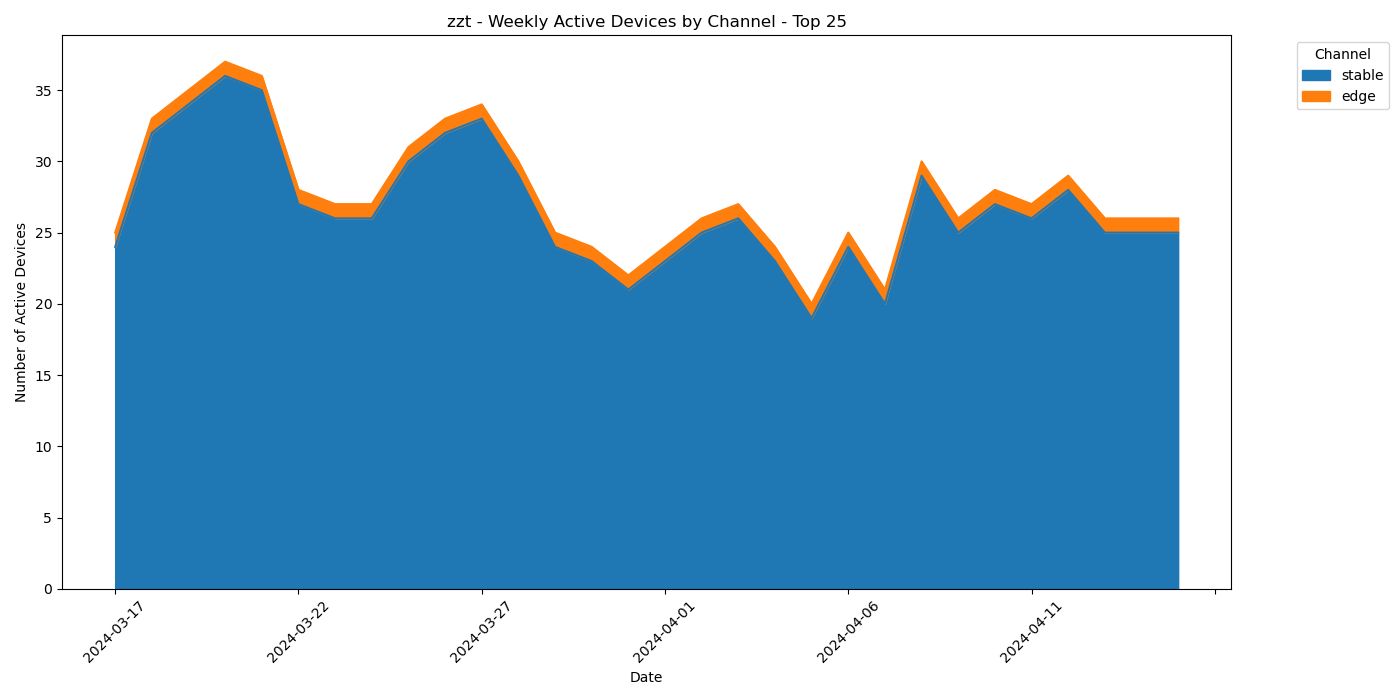 zzt - Weekly Active Devices by Channel - Top 25
Channel
stable
edge
Number of Active Devices
35
30
25
20
15
10
5
0
2024-03-17
2024-03-22
2024-03-27
2024-04-01
2024-04-06
2024-04-11
Date